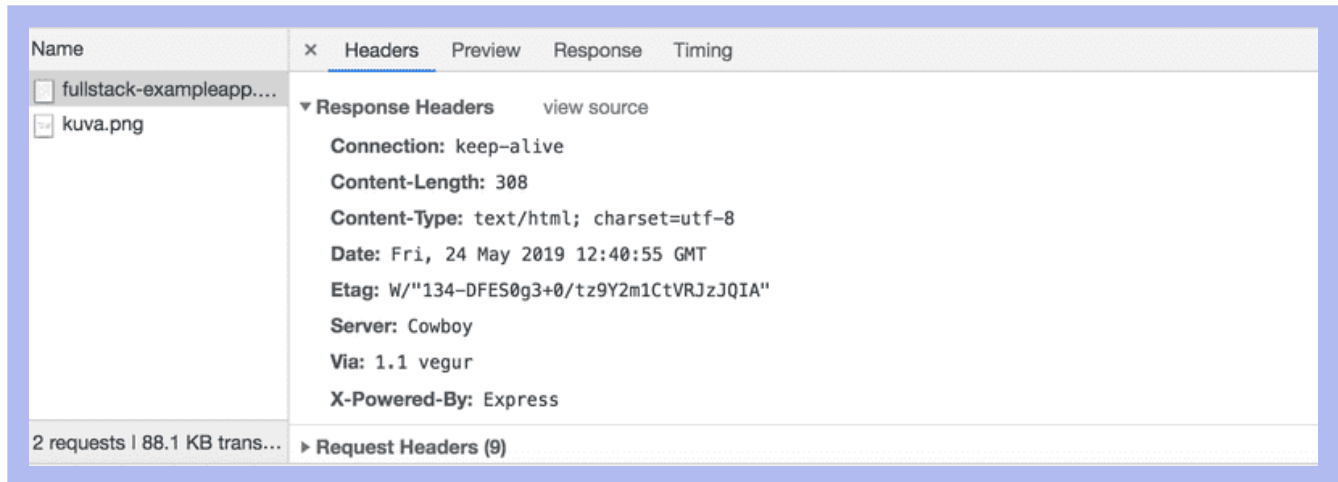 Name
× Headers Preview Response Timing
fullstack-exampleapp....
kuva.png
▼ Response Headers view source
Connection: keep-alive
Content-Length: 308
Content-Type: text/html; charset=utf-8
Date: Fri, 24 May 2019 12:40:55 GMT
Etag: W/"134-DFES0g3+0/tz9Y2m1CtVRJzJQIA"
Server: Cowboy
Via: 1.1 vegur
X-Powered-By: Express
2 requests | 88.1 KB trans...
▶ Request Headers (9)